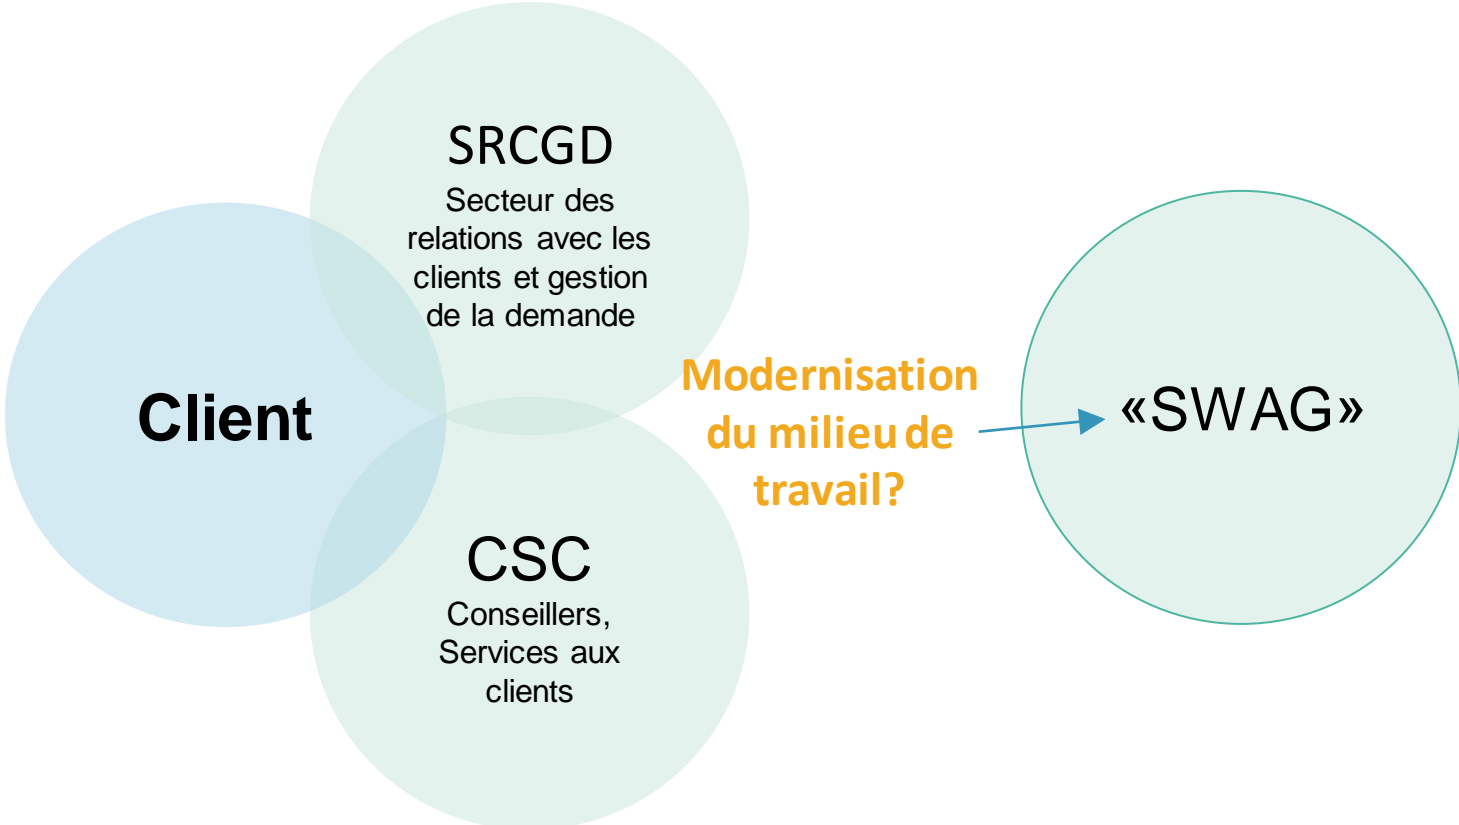 SRCGD
Secteur des
relations avec les
clients et gestion
de la demande
Client
Modernisation
du milieu de
travail?
«SWAG»
CSC
Conseillers,
Services aux
clients